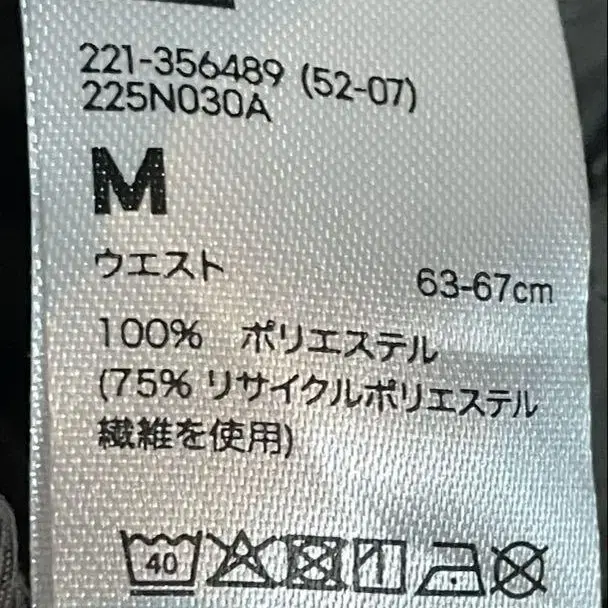 221-356489 (52-07)
225N030A
M
ウエスト 63-67cm
100% ポリエステル
(75% リサイクルポリエステル
繊維を使用)
40